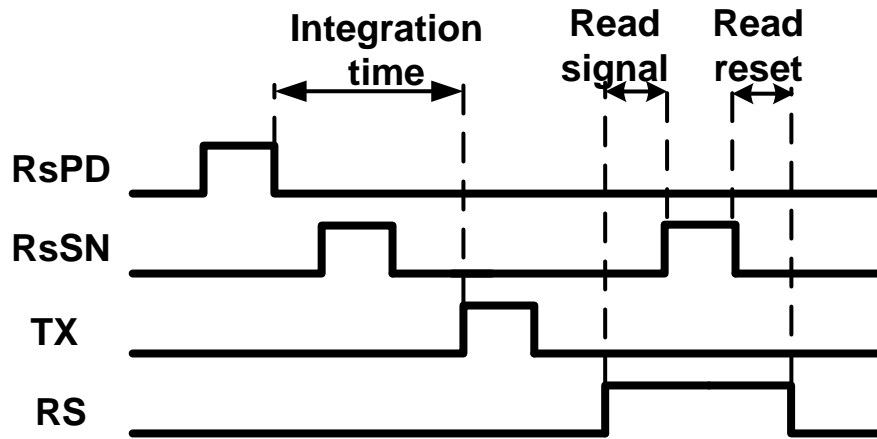 Integration
time
Read
signal
Read
reset
RsPD
RsSN
TX
RS